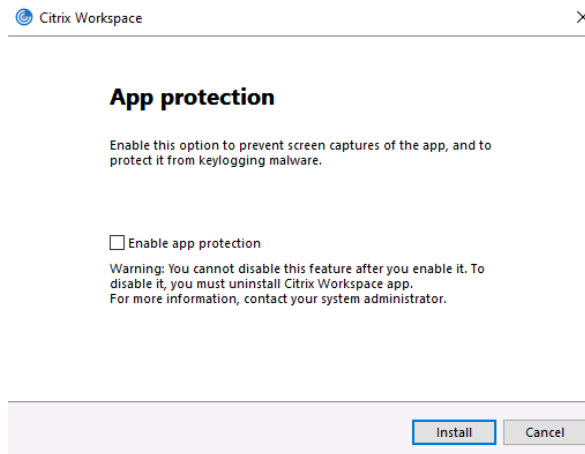 Citrix Workspace
App protection
Enable this option to prevent screen captures of the app, and to
protect it from keylogging malware.
Enable app protection
Warning: You cannot disable this feature after you enable it. To
disable it, you must uninstall Citrix Workspace app.
For more information, contact your system administrator.
Install Cancel